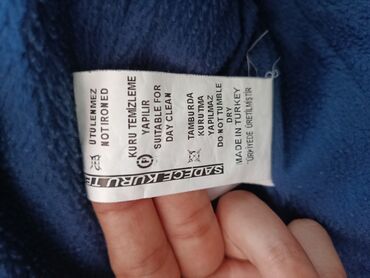 ÜTÜLENMEZ
NOT IRONED
KURU TEMİZLEME
YAPILIR
SUITABLE FOR
DAY CLEAN
P
TAMBURDA
KURUTMA
YAPILMAZ
DO NOT TUMBLE
DRY
MADE IN TURKEY
TÜRKİYEDE ÜRETİLMİŞTİR
SADECE KURU TE